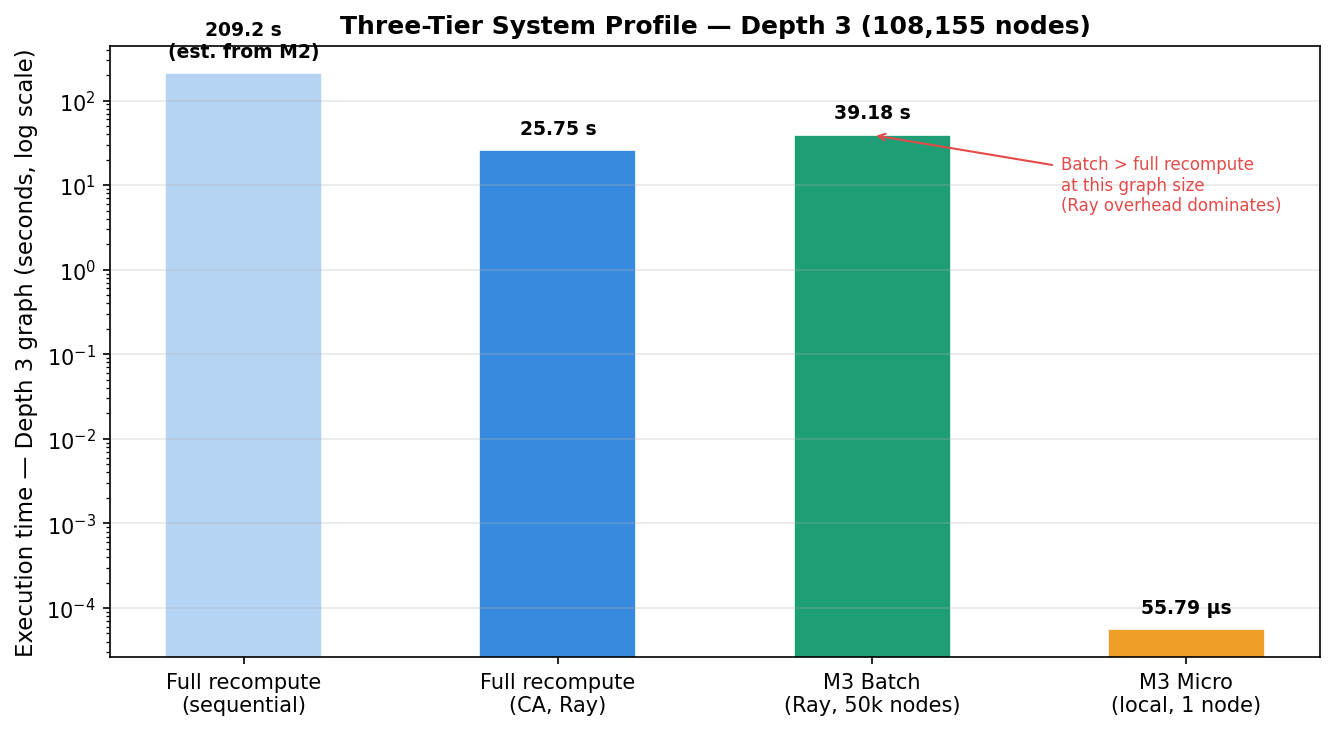 Three-Tier System Profile — Depth 3 (108,155 nodes)
209.2 s
(est. from M2)
25.75 s
39.18 s
55.79 µs
Batch > full recompute
at this graph size
(Ray overhead dominates)
Execution time — Depth 3 graph (seconds, log scale)
10²
10¹
10⁰
10⁻¹
10⁻²
10⁻³
10⁻⁴
Full recompute
(sequential)
Full recompute
(CA, Ray)
M3 Batch
(Ray, 50k nodes)
M3 Micro
(local, 1 node)